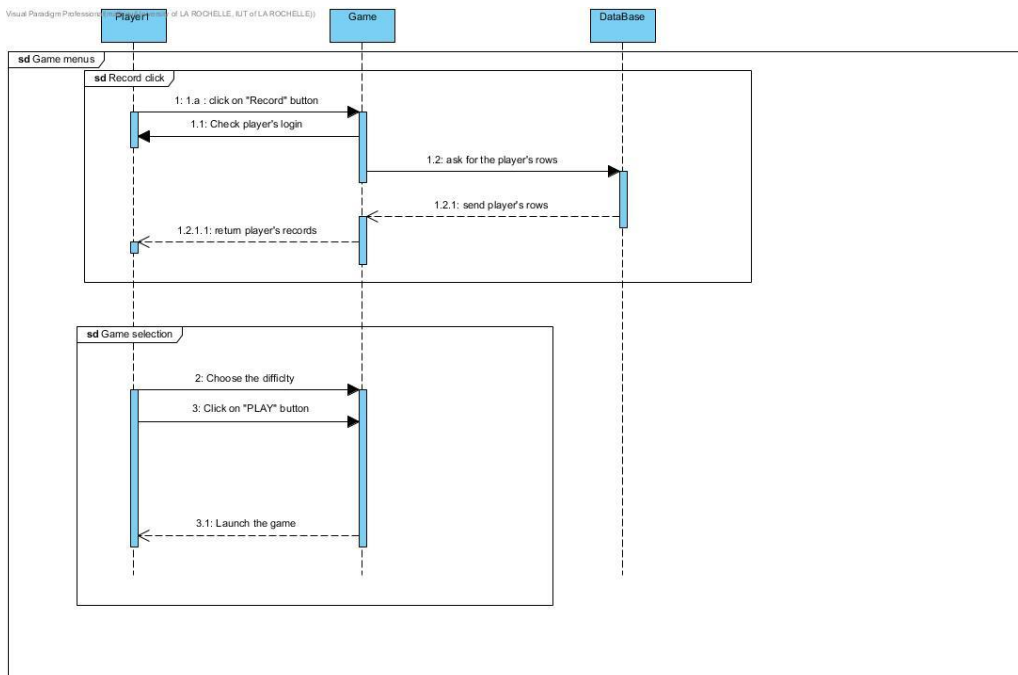 Visual Paradigm Professional of LA ROCHELLE, IUT of LA ROCHELLE))
Player1
Game
DataBase
sd Game menus
sd Record click
1: 1.a : click on "Record" button
1.1: Check player's login
1.2: ask for the player's rows
1.2.1: send player's rows
1.2.1.1: return player's records
sd Game selection
2: Choose the difficlty
3: Click on "PLAY" button
3.1: Launch the game